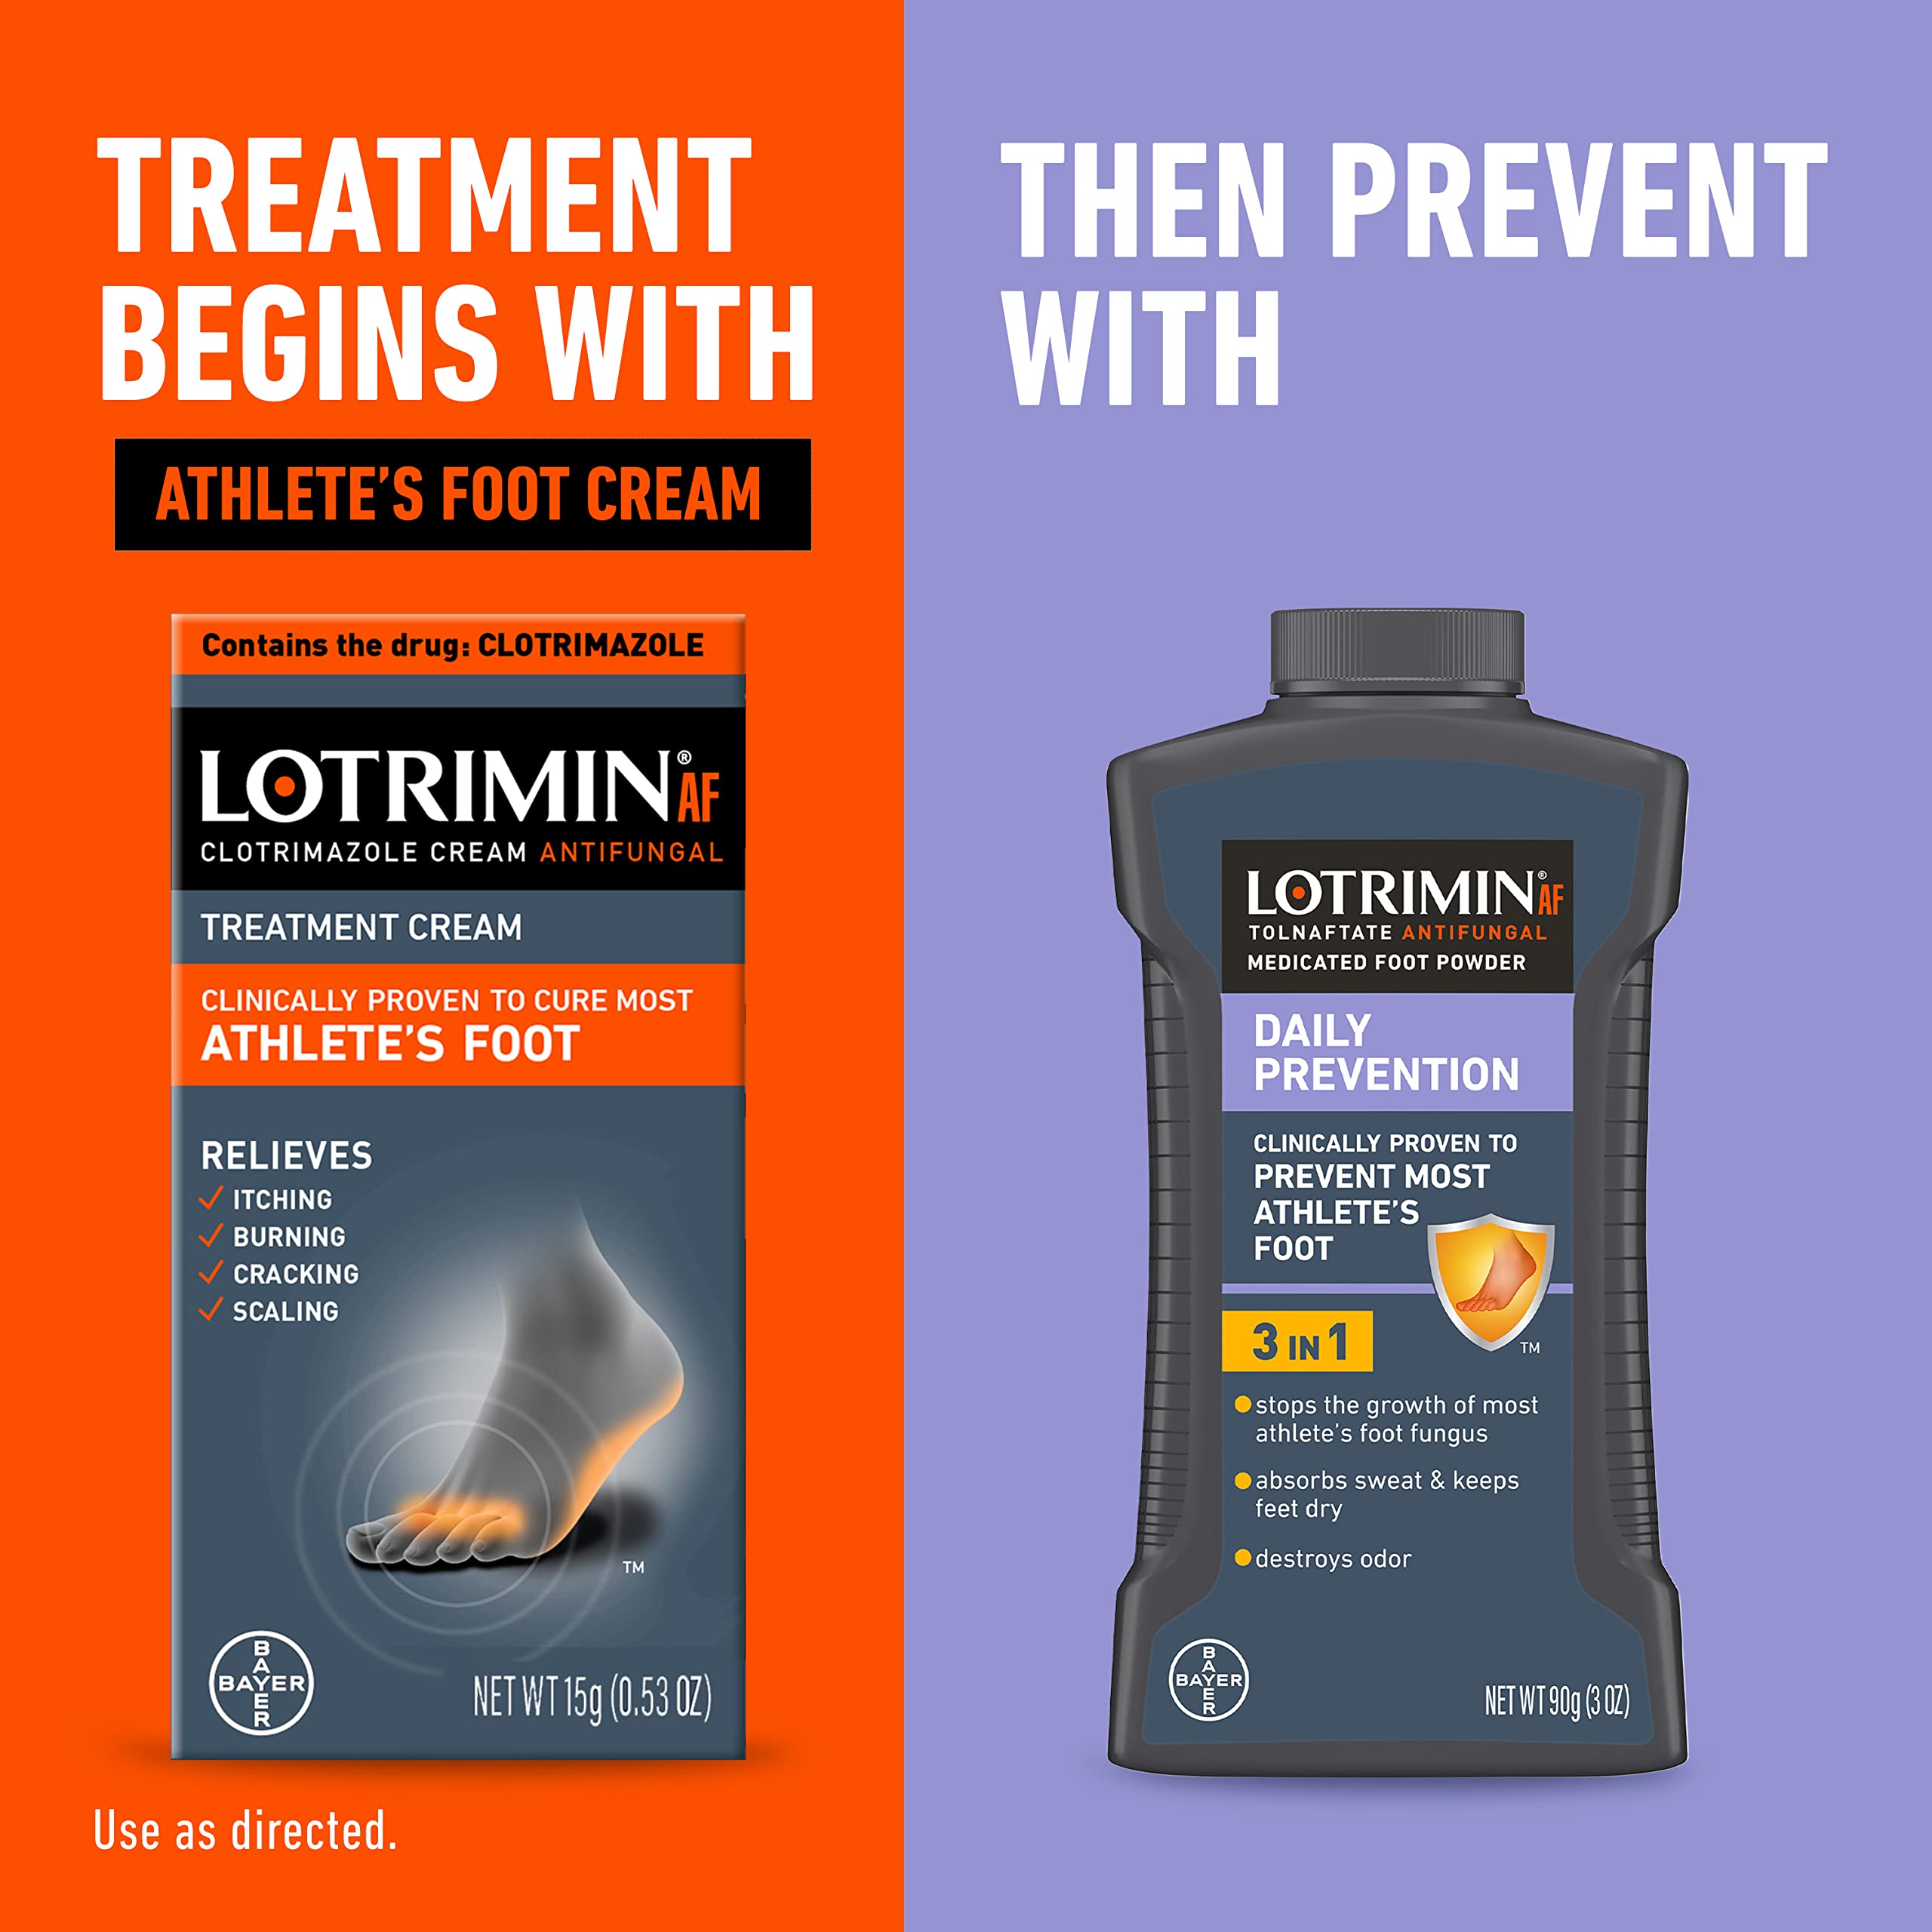 TREATMENT
BEGINS WITH
ATHLETE'S FOOT CREAM
Contains the drug: CLOTRIMAZOLE
LOTRIMIN® AF
CLOTRIMAZOLE CREAM ANTIFUNGAL
TREATMENT CREAM
CLINICALLY PROVEN TO CURE MOST
ATHLETE'S FOOT
RELIEVES
✓ ITCHING
✓ BURNING
✓ CRACKING
✓ SCALING
TM
BAYER
BAYER
NET WT 15g (0.53 OZ)
Use as directed.
THEN PREVENT
WITH
LOTRIMIN® AF
TOLNAFTATE ANTIFUNGAL
MEDICATED FOOT POWDER
DAILY
PREVENTION
CLINICALLY PROVEN TO
PREVENT MOST
ATHLETE'S
FOOT
TM
3 IN 1
stops the growth of most
athlete's foot fungus
absorbs sweat & keeps
feet dry
destroys odor
BAYER
BAYER
NET WT 90g (3 OZ)